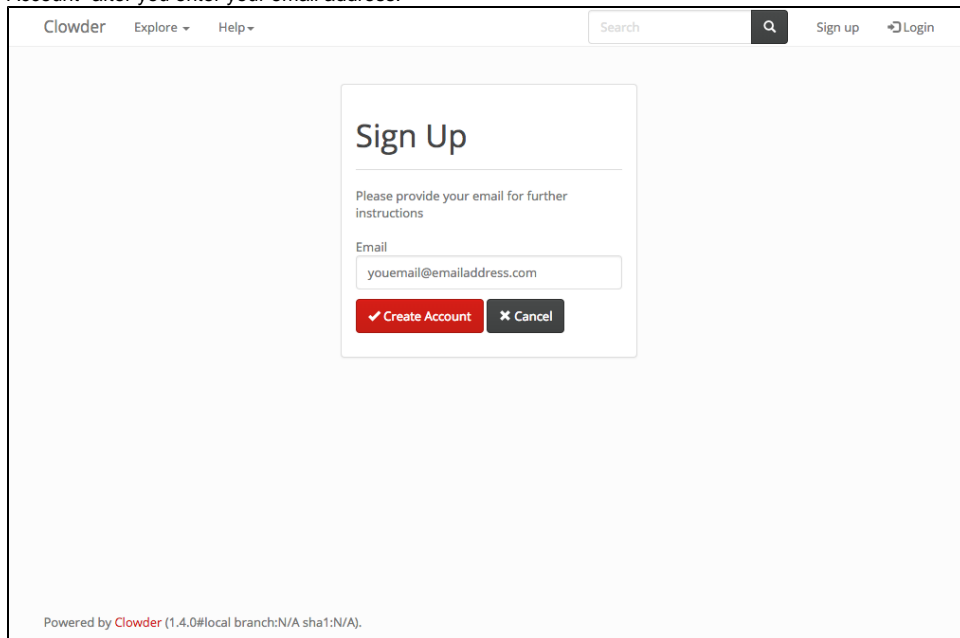 Account" after you enter your email address.
Clowder Explore Help Search Sign up Login
Sign Up
Please provide your email for further
instructions
Email
youemail@emailaddress.com
Create Account Cancel
Powered by Clowder (1.4.0#local branch:N/A sha1:N/A).